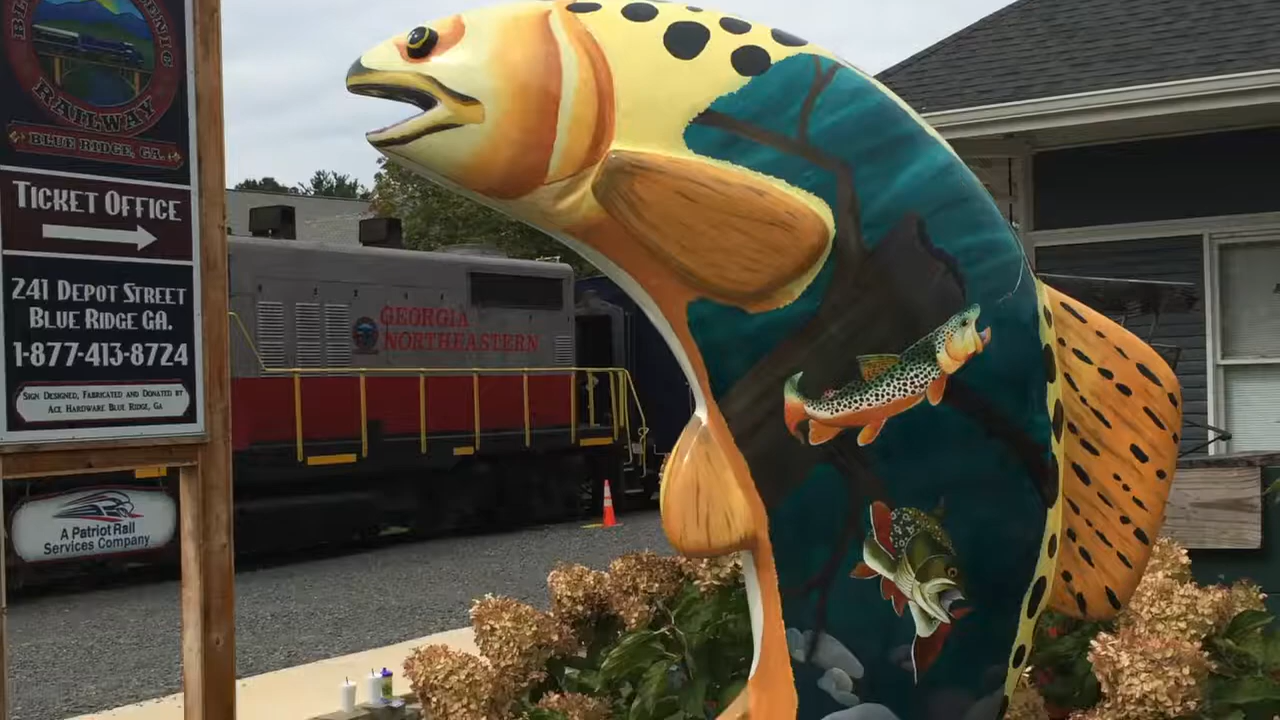 RAILWAY
BLUE RIDGE, GA.
TICKET OFFICE
241 DEPOT STREET
BLUE RIDGE GA.
1-877-413-8724
SIGN DESIGNED, FABRICATED AND DONATED BY
ACE HARDWARE BLUE RIDGE, GA
A Patriot Rail
Services Company
GEORGIA
NORTHEASTERN